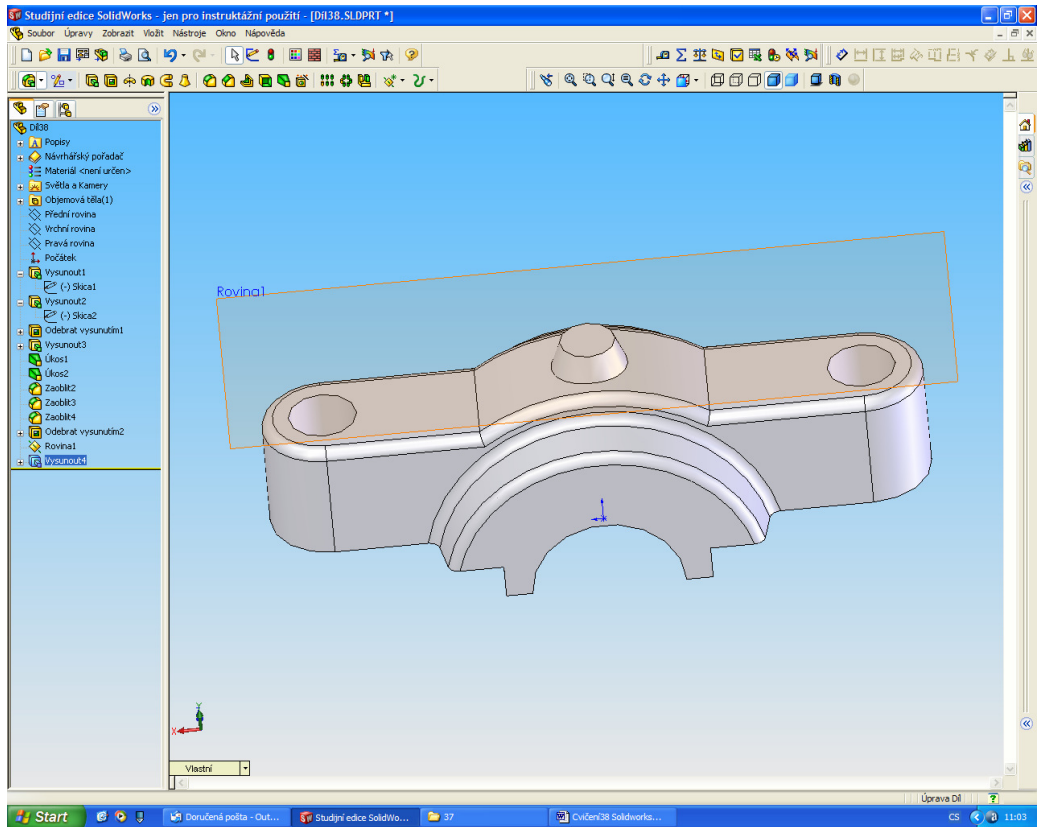 Studijní edice SolidWorks - jen pro instruktážní použití - [Díl38.SLDPRT *]
Soubor Úpravy Zobrazit Vložit Nástroje Okno Nápověda
Díl38
Popisy
Návrhářský pořadač
Materiál <není určen>
Světla a Kamery
Objemová těla(1)
Přední rovina
Vrchní rovina
Pravá rovina
Počátek
Vysunout1
(-) Skica1
Vysunout2
(-) Skica2
Odebrat vysunutím1
Vysunout3
Úkos1
Úkos2
Zaoblit2
Zaoblit3
Zaoblit4
Odebrat vysunutím2
Rovina1
Vysunout4
Rovina1
Y
X
Vlastní
Úprava Díl
Start
Doručená pošta - Out...
Studijní edice SolidWo...
37
Cvičení38 Solidworks...
CS
11:03